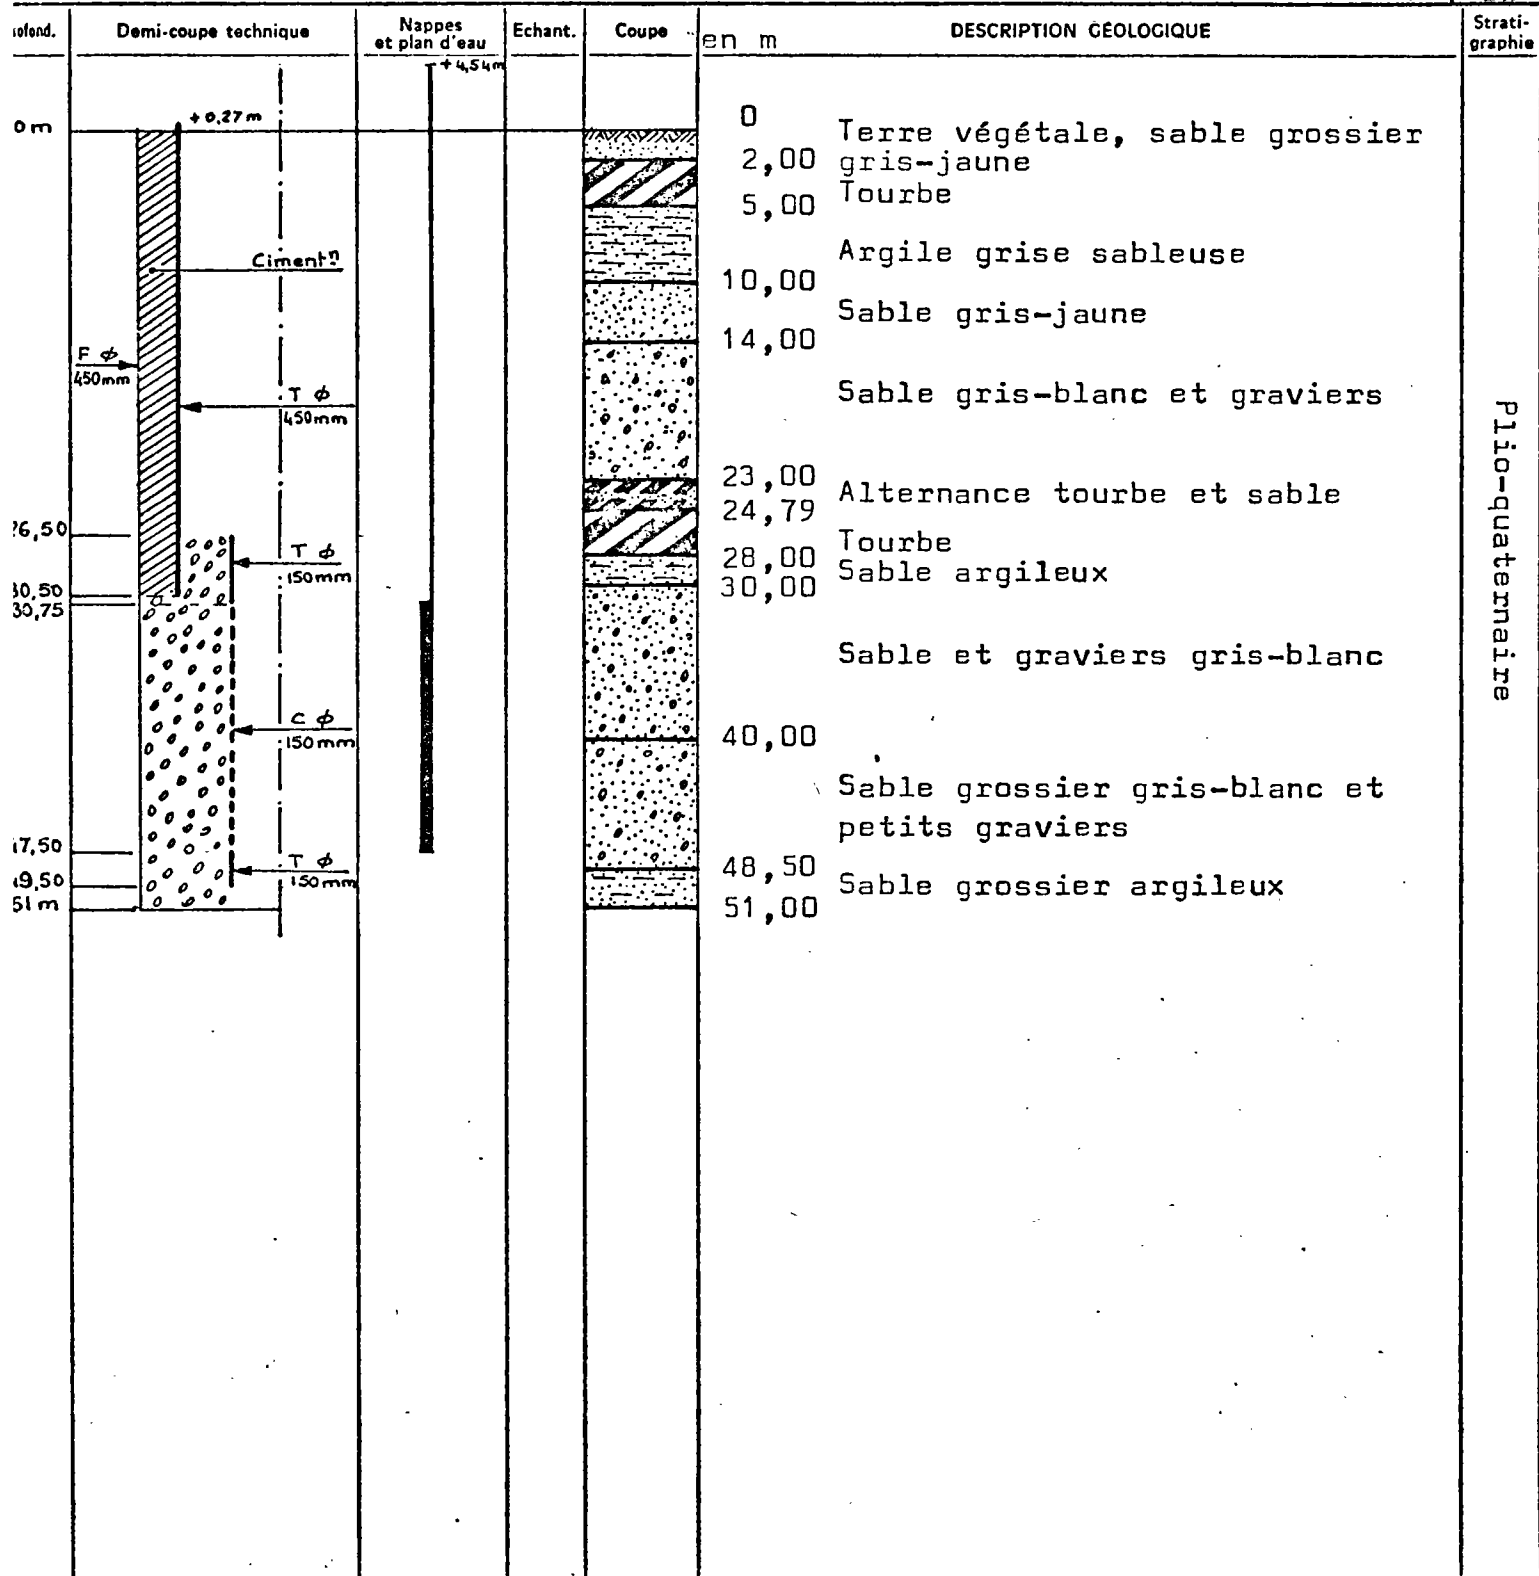 ofond.
Demi-coupe technique
Nappes
et plan d'eau
Echant.
Coupe
en m
DESCRIPTION GÉOLOGIQUE
Strati-
graphie
+4,54m
+0,27m
0 m
Ciment.n
F ϕ
450mm
T ϕ
450mm
26,50
T ϕ
150mm
30,50
30,75
C ϕ
150mm
47,50
T ϕ
150mm
49,50
51 m
0
Terre végétale, sable grossier
2,00 gris-jaune
Tourbe
5,00
Argile grise sableuse
10,00
Sable gris-jaune
14,00
Sable gris-blanc et graviers
23,00
Alternance tourbe et sable
24,79
Tourbe
28,00
Sable argileux
30,00
Sable et graviers gris-blanc
40,00
Sable grossier gris-blanc et
petits graviers
48,50
Sable grossier argileux
51,00
Plio-quaternaire